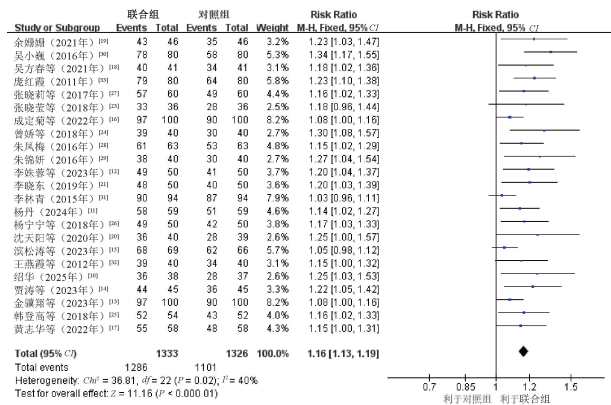 联合组 对照组 Risk Ratio Risk Ratio
Study or Subgroup Events Total Events Total Weight M-H, Fixed, 95% CI M-H, Fixed, 95% CI
余姗姗(2021年)[19] 43 46 35 46 3.2% 1.23 [1.03, 1.47]
吴小巍(2016年)[30] 78 80 58 80 5.2% 1.34 [1.17, 1.55]
吴方春等(2021年)[18] 40 41 34 41 3.1% 1.18 [1.02, 1.36]
庞红霞(2011年)[33] 79 80 64 80 5.8% 1.23 [1.10, 1.38]
张晓莉等(2017年)[27] 57 60 49 60 4.4% 1.16 [1.02, 1.33]
张晓莹等(2018年)[23] 33 36 28 36 2.5% 1.18 [0.96, 1.44]
成定菊等(2022年)[16] 97 100 90 100 8.2% 1.08 [1.00, 1.16]
曾娇等(2018年)[24] 39 40 30 40 2.7% 1.30 [1.08, 1.57]
朱凤梅(2016年)[28] 61 63 53 63 4.8% 1.15 [1.02, 1.29]
朱锦妍(2016年)[29] 38 40 30 40 2.7% 1.27 [1.04, 1.54]
李姝蓉等(2023年)[12] 49 50 41 50 3.7% 1.20 [1.04, 1.37]
李晓东(2019年)[21] 48 50 40 50 3.6% 1.20 [1.03, 1.39]
李林青(2015年)[31] 90 94 87 94 7.9% 1.03 [0.96, 1.11]
杨丹(2024年)[11] 58 59 51 59 4.6% 1.14 [1.02, 1.27]
杨宁宁等(2018年)[26] 49 50 42 50 3.8% 1.17 [1.03, 1.33]
沈天阳等(2020年)[20] 36 40 28 39 2.6% 1.25 [1.00, 1.57]
滨松涛等(2023年)[15] 68 69 62 66 5.8% 1.05 [0.98, 1.12]
王燕霞等(2012年)[32] 39 40 34 40 3.1% 1.15 [1.00, 1.32]
绍华(2025年)[10] 36 38 28 37 2.6% 1.25 [1.03, 1.53]
贾涛等(2023年)[14] 44 45 36 45 3.3% 1.22 [1.05, 1.42]
金骥翔等(2023年)[13] 97 100 90 100 8.2% 1.08 [1.00, 1.16]
韩登高等(2018年)[25] 52 54 43 52 4.0% 1.16 [1.02, 1.33]
黄志华等(2022年)[17] 55 58 48 58 4.4% 1.15 [1.00, 1.31]
Total (95% CI) 1333 1326 100.0% 1.16 [1.13, 1.19]
Total events 1286 1101
Heterogeneity: Chi² = 36.81, df = 22 (P = 0.02); I² = 40%
Test for overall effect: Z = 11.16 (P < 0.000 01)
0.7 0.85 1 1.2 1.5
利于对照组 利于联合组